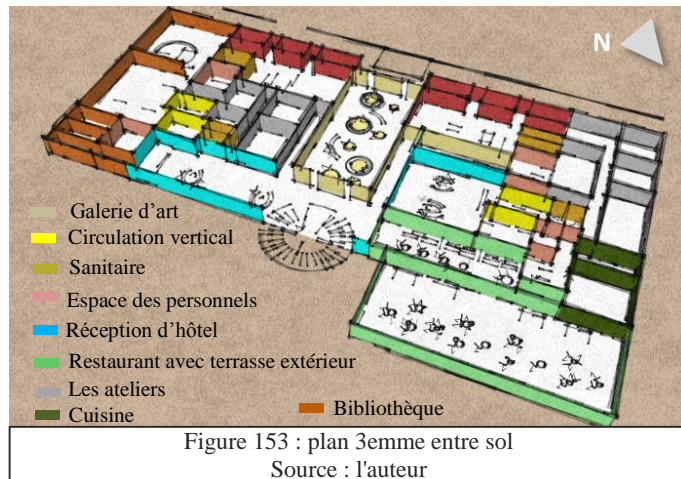 N
Galerie d'art
Circulation vertical
Sanitaire
Espace des personnels
Réception d'hôtel
Restaurant avec terrasse extérieur
Les ateliers
Cuisine
Bibliothèque
Figure 153 : plan 3emme entre sol
Source : l'auteur